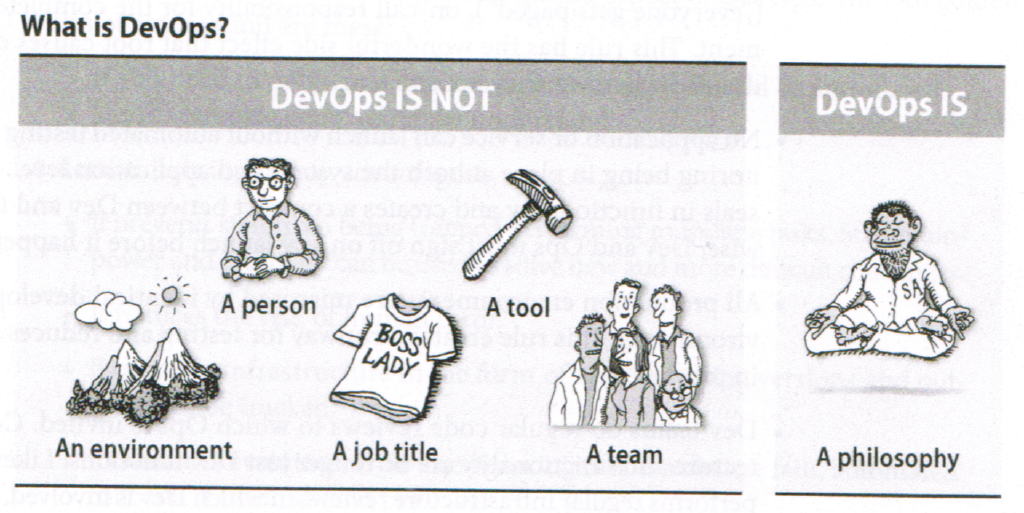 What is DevOps?
DevOps IS NOT
DevOps IS
A person
A tool
BOSS
LADY
SA
An environment
A job title
A team
A philosophy